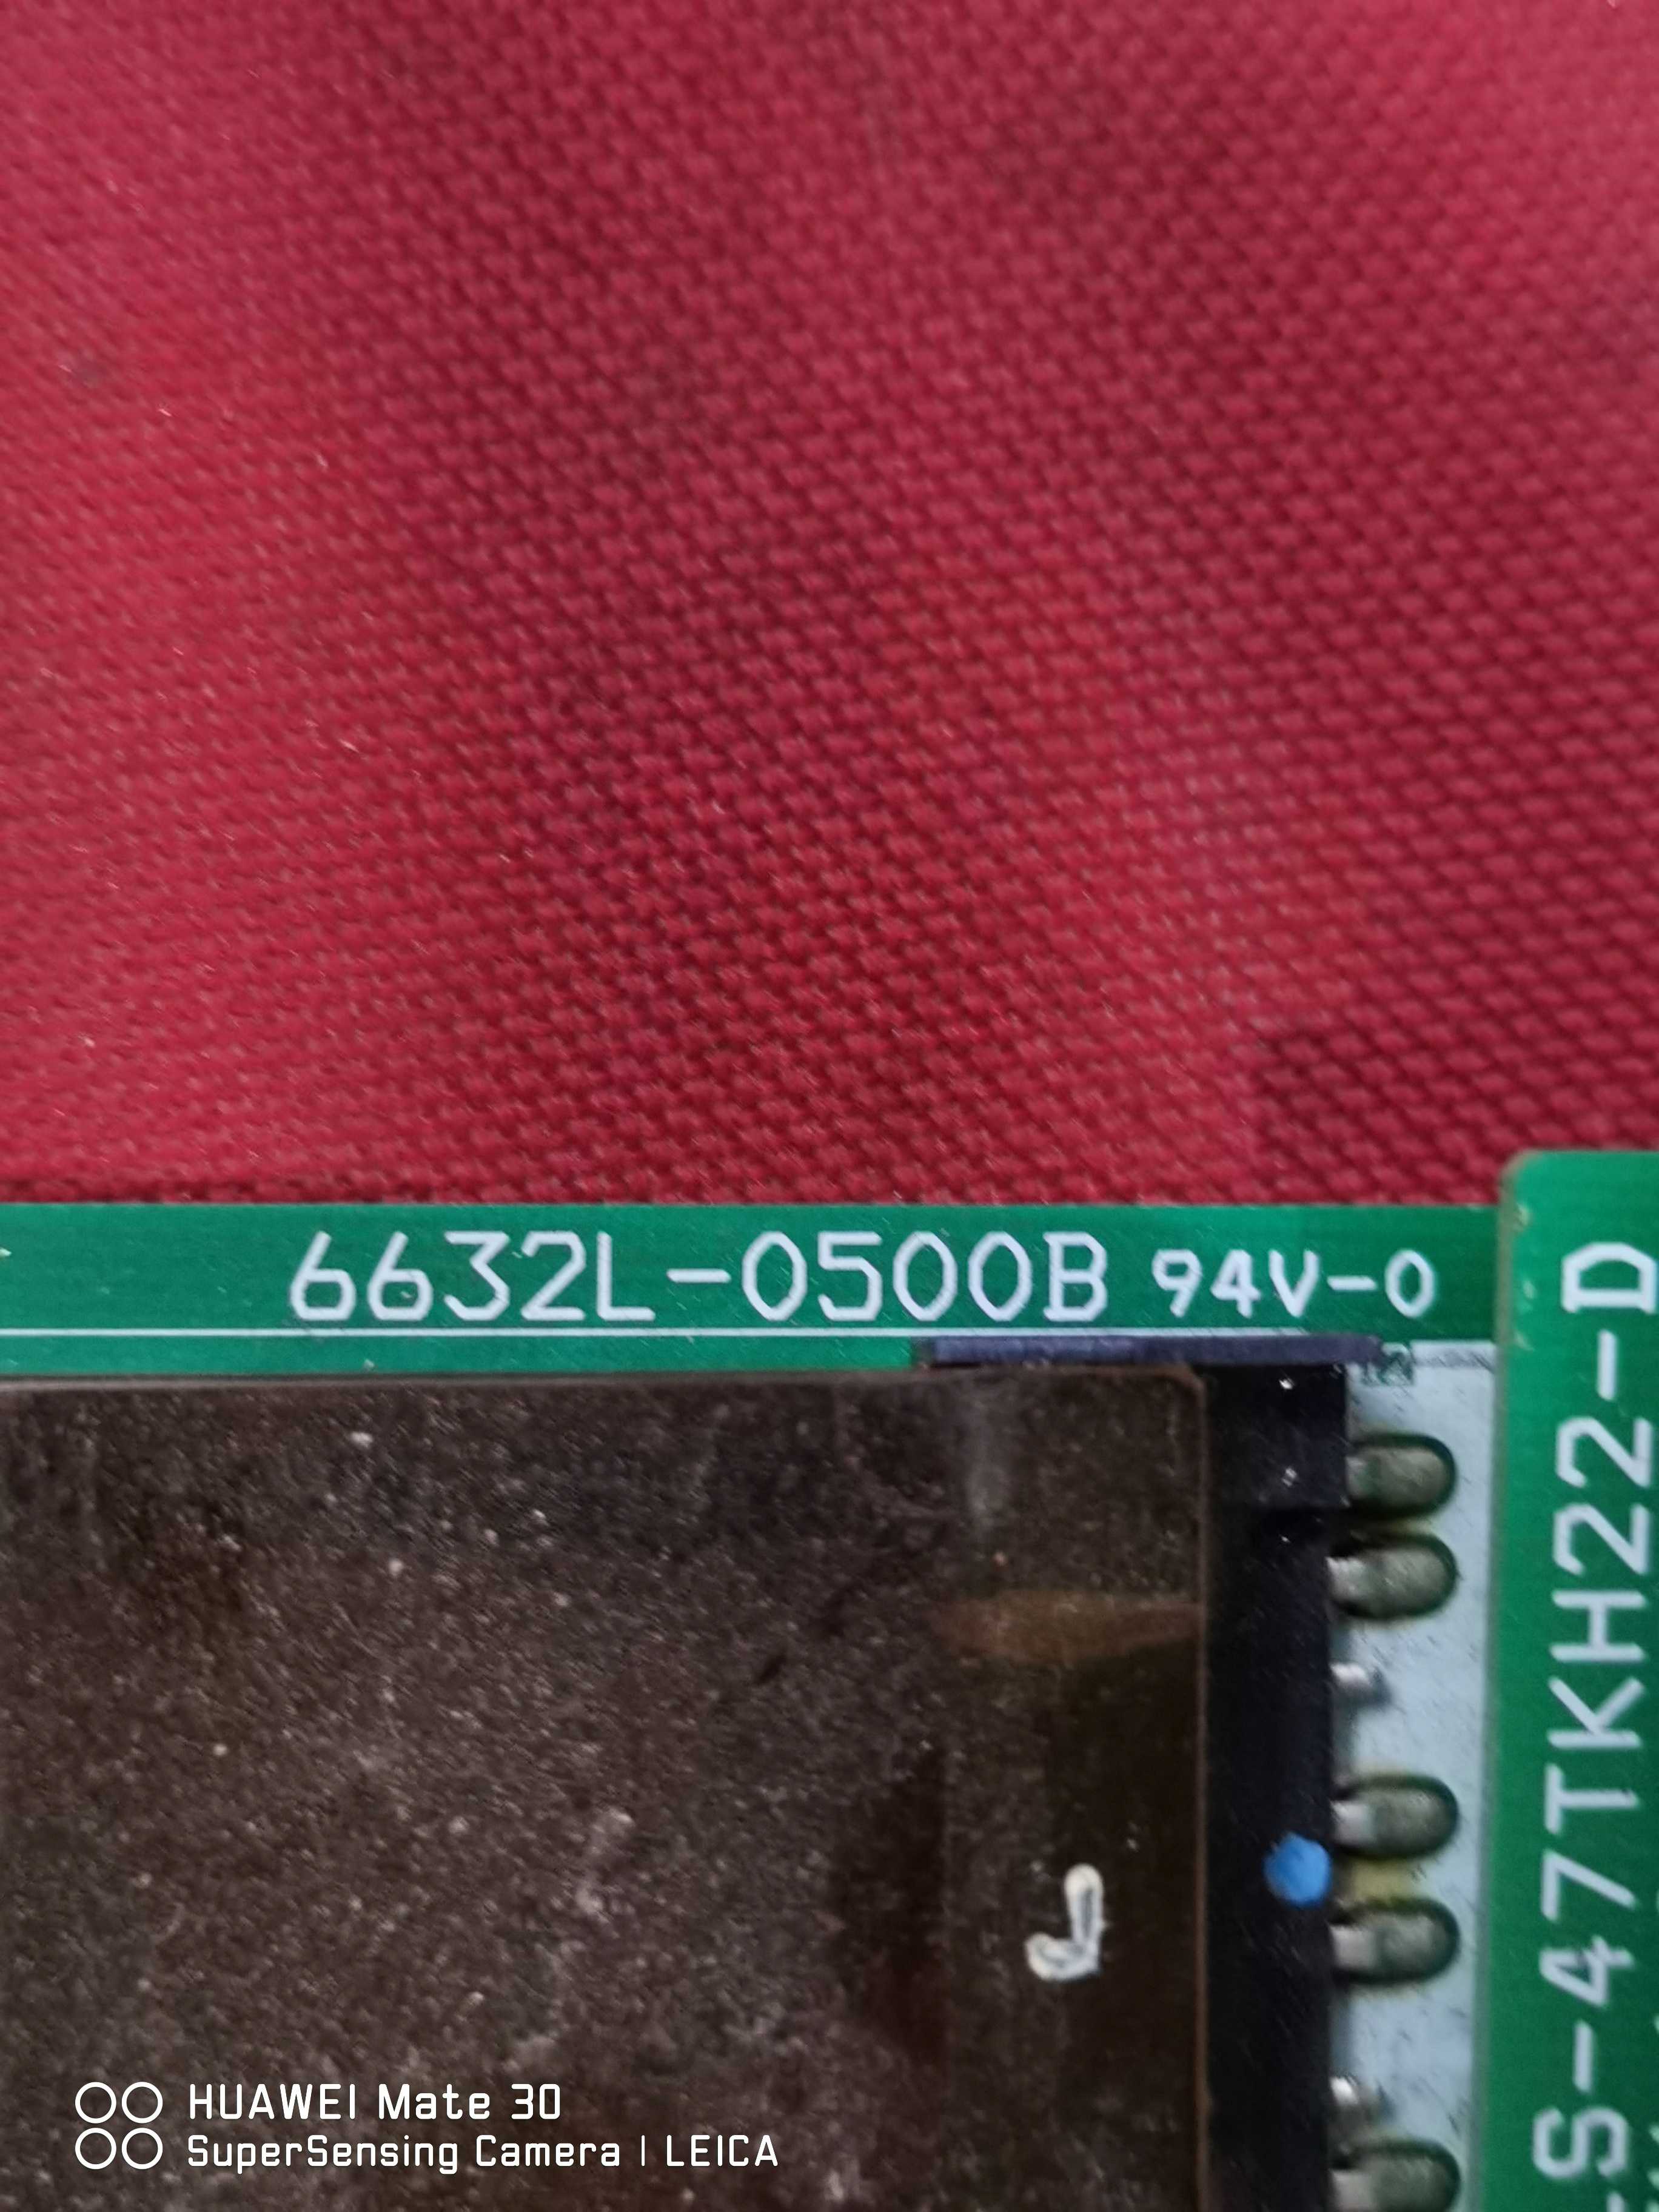 6632L-0500B 94V-0
S-47TKH22-D
HUAWEI Mate 30
SuperSensing Camera | LEICA